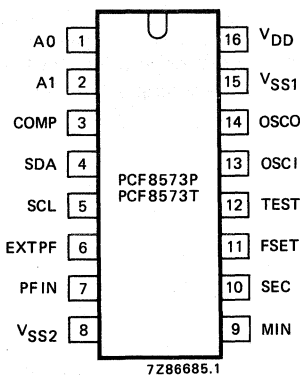 A0 1 16 VDD
A1 2 15 VSS1
COMP 3 14 OSCO
SDA 4 13 OSCI
PCF8573P
PCF8573T
SCL 5 12 TEST
EXTPF 6 11 FSET
PFIN 7 10 SEC
VSS2 8 9 MIN
7Z86685.1